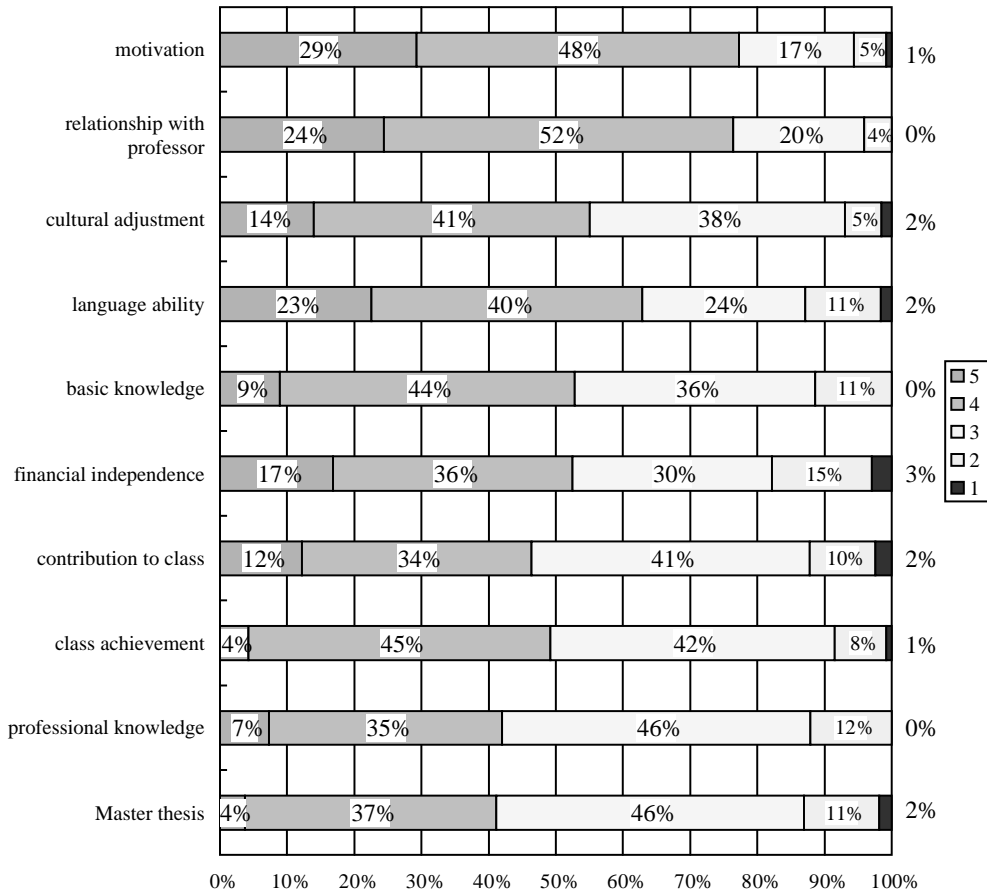 motivation 29% 48% 17% 5% 1%
relationship with
professor 24% 52% 20% 4% 0%
cultural adjustment 14% 41% 38% 5% 2%
language ability 23% 40% 24% 11% 2%
basic knowledge 9% 44% 36% 11% 0%
financial independence 17% 36% 30% 15% 3%
contribution to class 12% 34% 41% 10% 2%
class achievement 4% 45% 42% 8% 1%
professional knowledge 7% 35% 46% 12% 0%
Master thesis 4% 37% 46% 11% 2%
0% 10% 20% 30% 40% 50% 60% 70% 80% 90% 100%
5
4
3
2
1